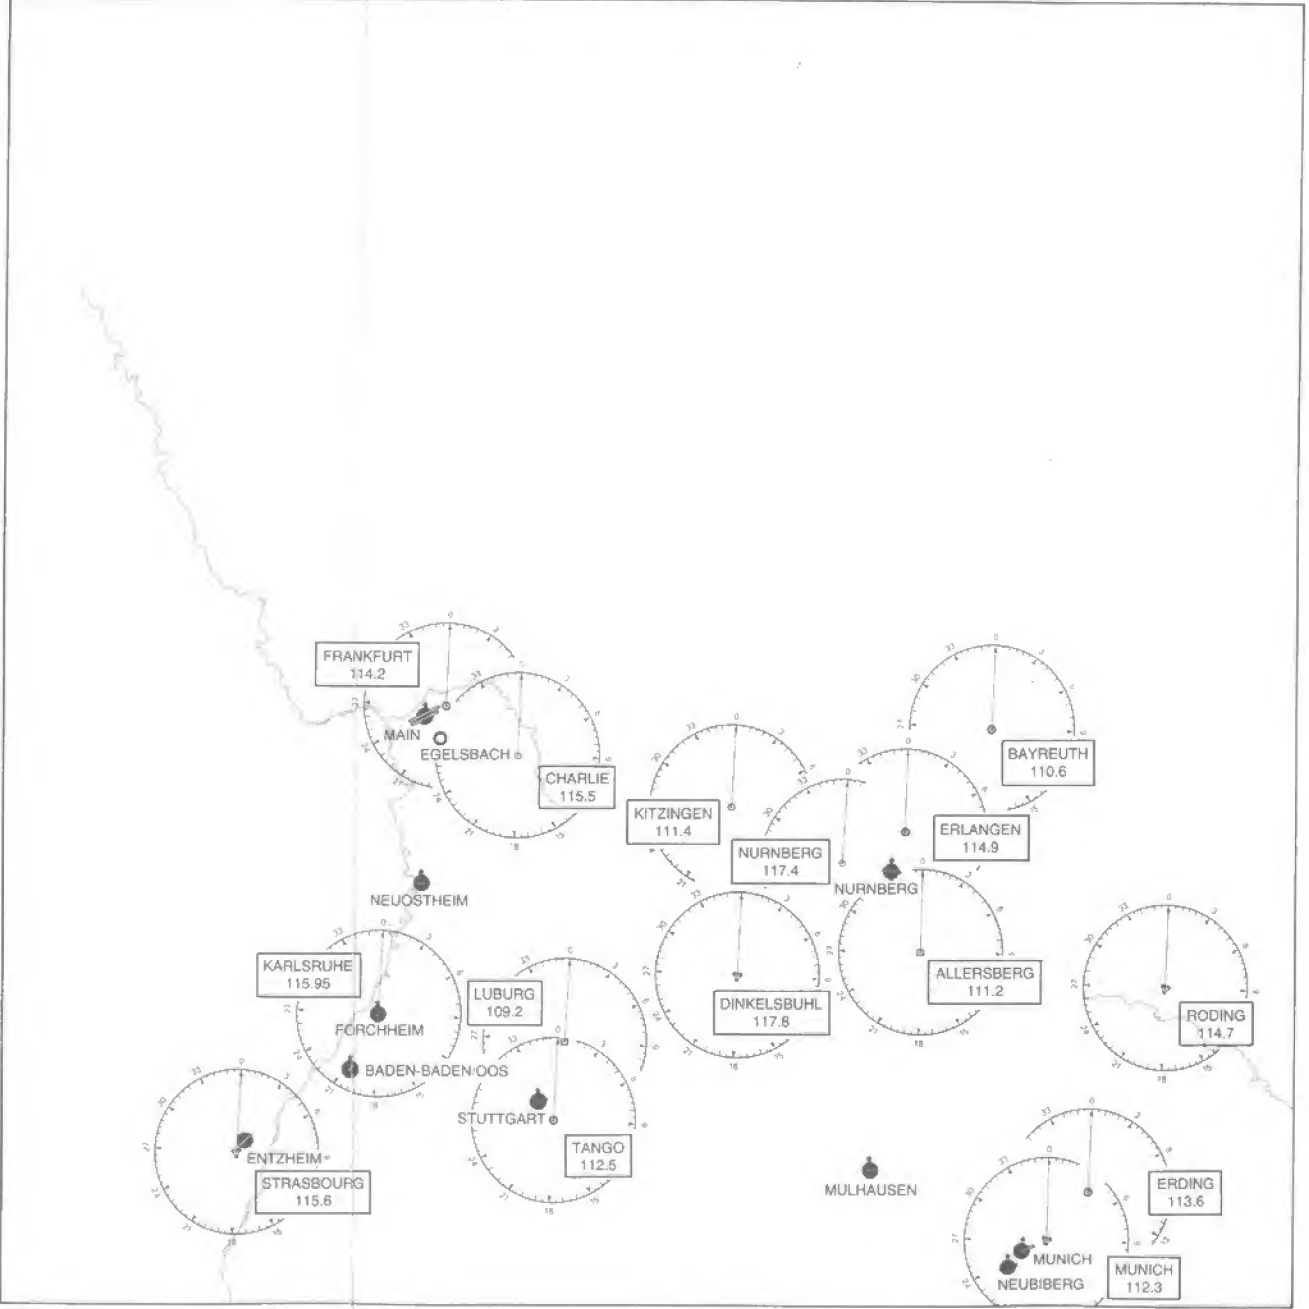 FRANKFURT
114.2
MAIN
EGELSBACH
CHARLIE
115.5
BAYREUTH
110.6
KITZINGEN
111.4
NURNBERG
117.4
ERLANGEN
114.9
NURNBERG
NEUOSTHEIM
KARLSRUHE
115.95
FORCHHEIM
LUBURG
109.2
DINKELSBUHL
117.8
ALLERSBERG
111.2
RODING
114.7
BADEN-BADEN OOS
STUTTGART
TANGO
112.5
ENTZHEIM
STRASBOURG
115.6
MULHAUSEN
ERDING
113.6
MUNICH
NEUBIBERG
MUNICH
112.3